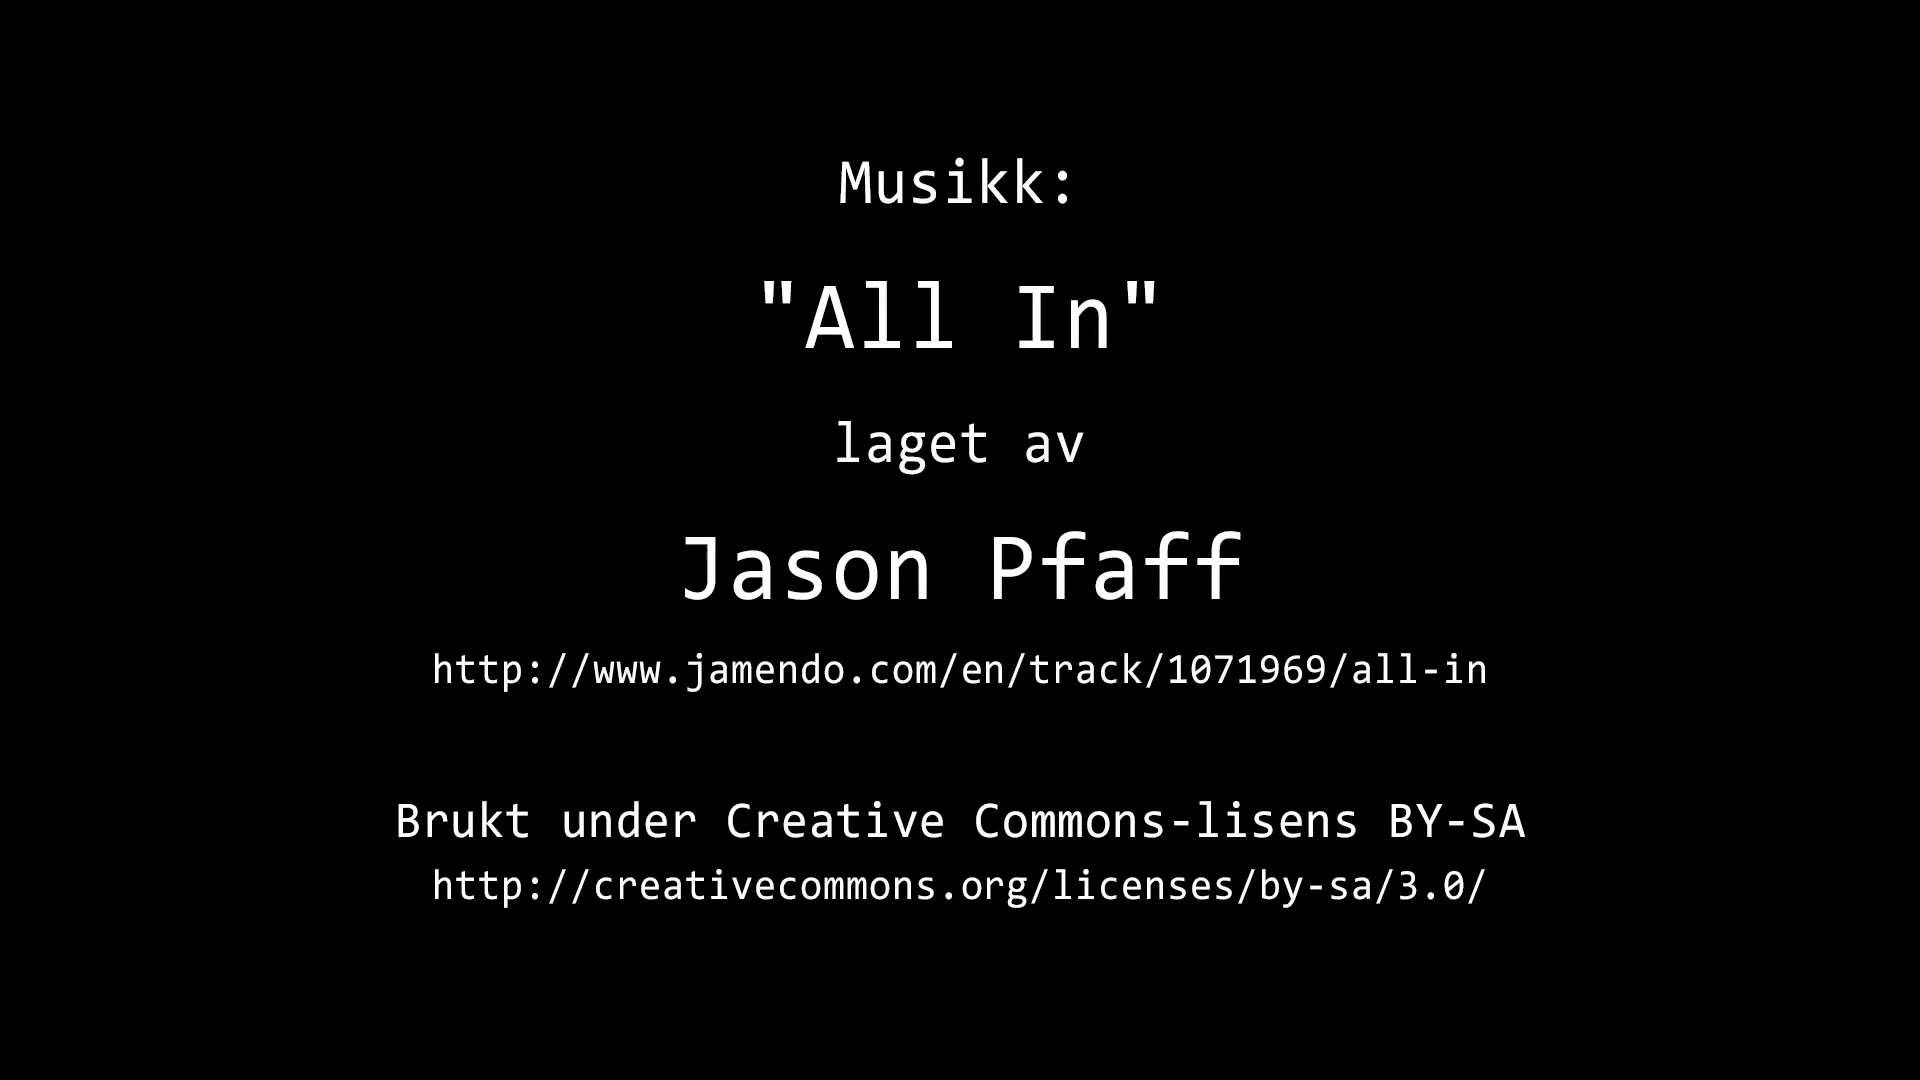 Musikk:
"All In"
laget av
Jason Pfaff
http://www.jamendo.com/en/track/1071969/all-in
Brukt under Creative Commons-lisens BY-SA
http://creativecommons.org/licenses/by-sa/3.0/